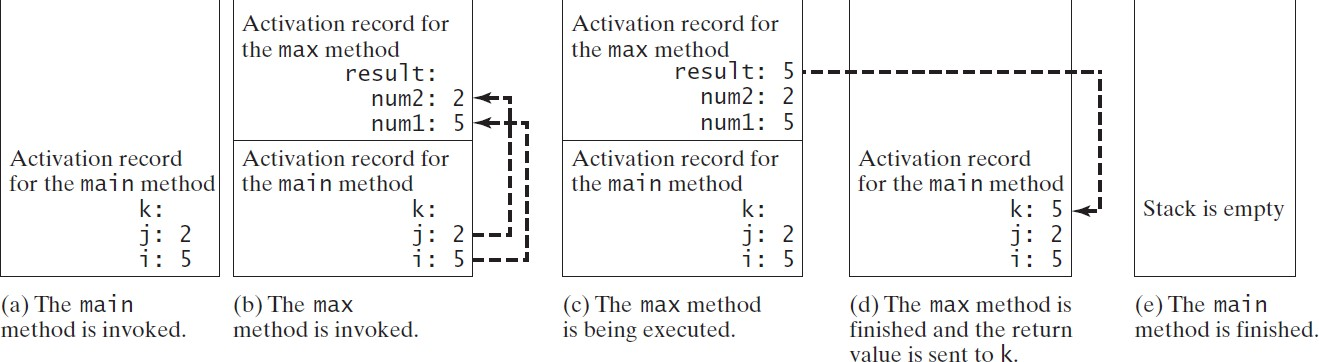 Activation record
for the main method
k:
j: 2
i: 5
(a) The main
method is invoked.
Activation record for
the max method
result:
num2: 2
num1: 5
Activation record for
the main method
k:
j: 2
i: 5
(b) The max
method is invoked.
Activation record for
the max method
result: 5
num2: 2
num1: 5
Activation record for
the main method
k:
j: 2
i: 5
(c) The max method
is being executed.
Activation record
for the main method
k: 5
j: 2
i: 5
(d) The max method is
finished and the return
value is sent to k.
Stack is empty
(e) The main
method is finished.